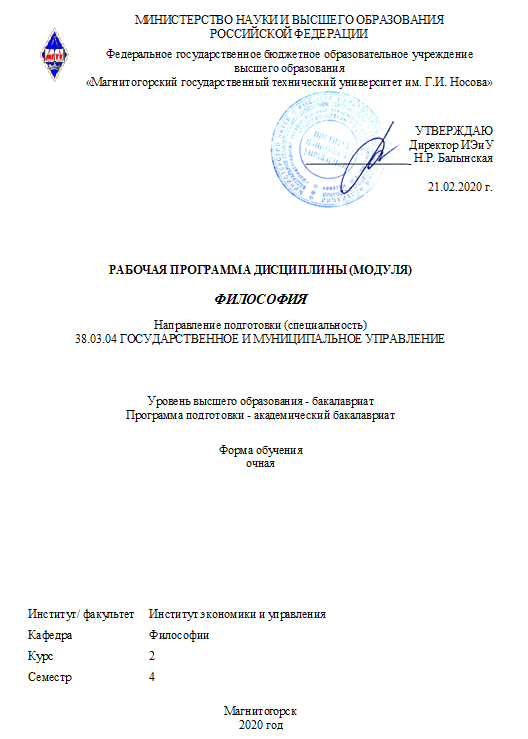 МИНИСТЕРСТВО НАУКИ И ВЫСШЕГО ОБРАЗОВАНИЯ
РОССИЙСКОЙ ФЕДЕРАЦИИ
Федеральное государственное бюджетное образовательное учреждение
высшего образования
«Магнитогорский государственный технический университет им. Г.И. Носова»
УТВЕРЖДАЮ
Директор ИЭиУ
Н.Р. Балынская
21.02.2020 г.
РАБОЧАЯ ПРОГРАММА ДИСЦИПЛИНЫ (МОДУЛЯ)
ФИЛОСОФИЯ
Направление подготовки (специальность)
38.03.04 ГОСУДАРСТВЕННОЕ И МУНИЦИПАЛЬНОЕ УПРАВЛЕНИЕ
Уровень высшего образования - бакалавриат
Программа подготовки - академический бакалавриат
Форма обучения
очная
Институт/ факультет Институт экономики и управления
Кафедра Философии
Курс 2
Семестр 4
Магнитогорск
2020 год